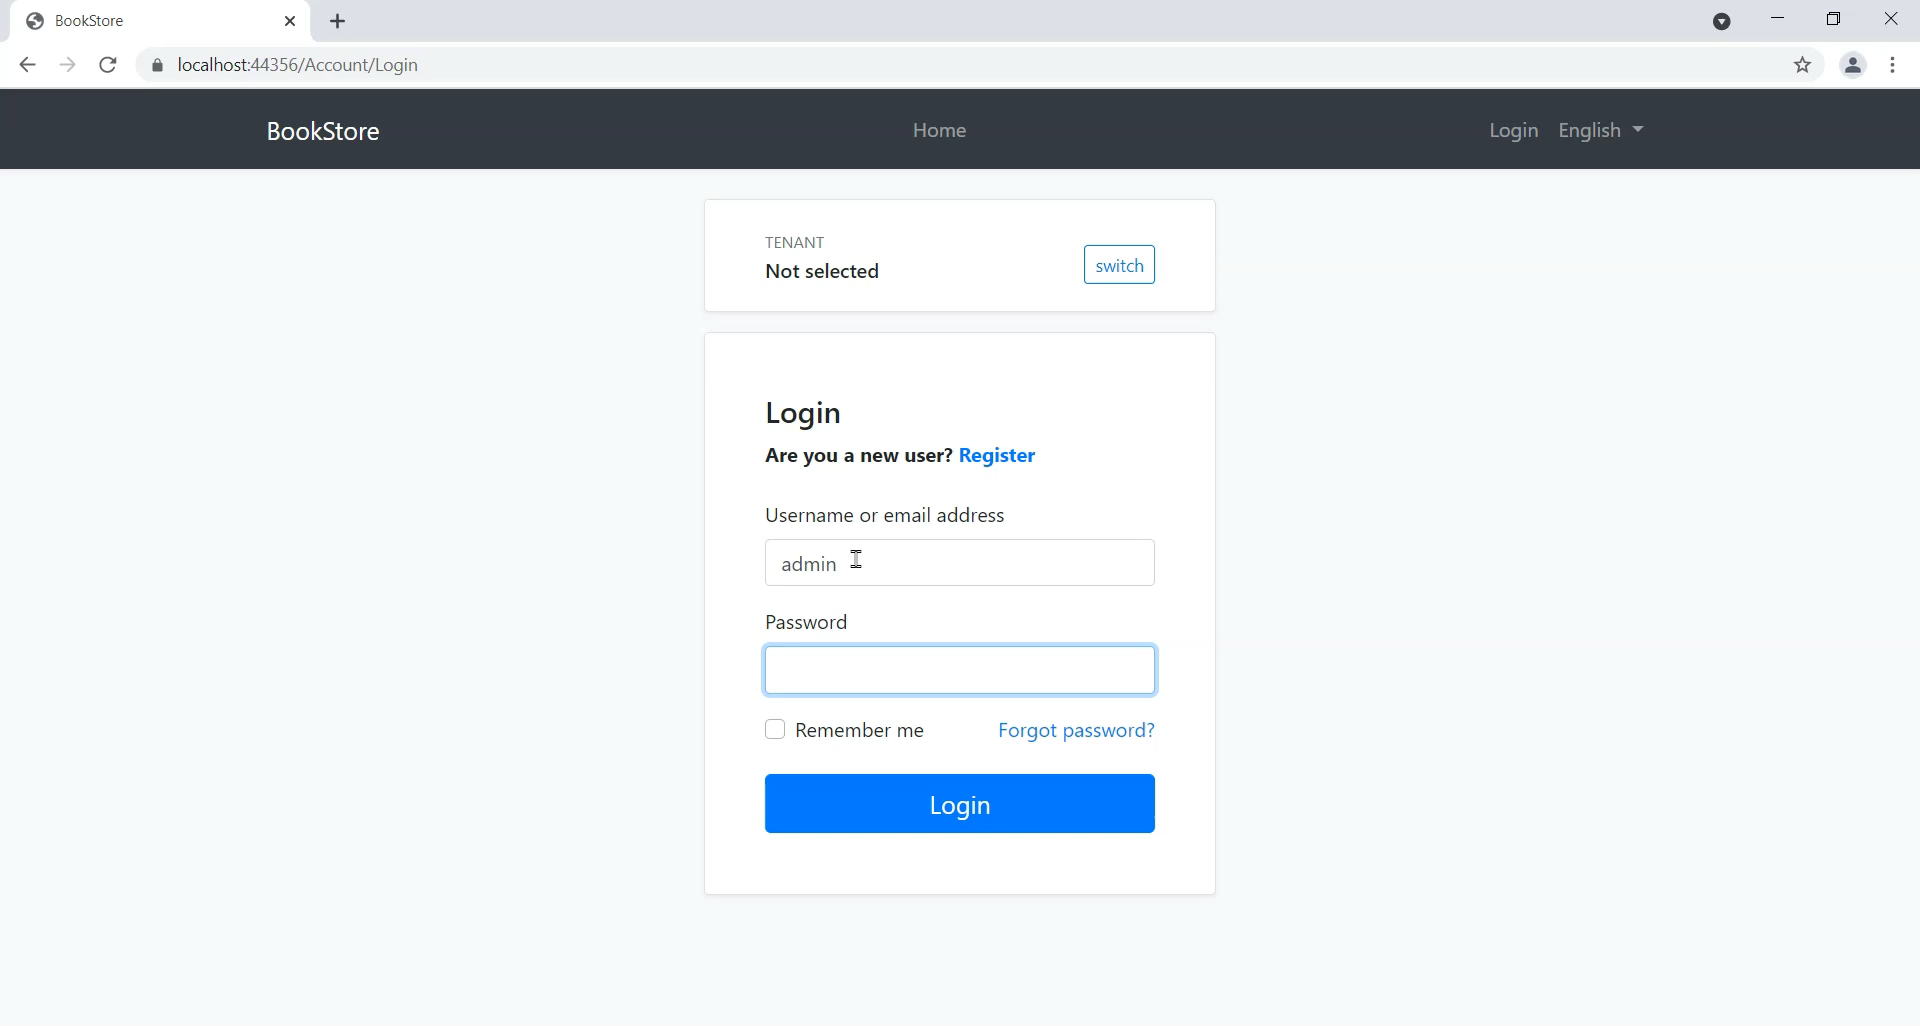 BookStore
localhost:44356/Account/Login
BookStore Home Login English
TENANT
Not selected
switch
Login
Are you a new user? Register
Username or email address
admin
Password
Remember me Forgot password?
Login